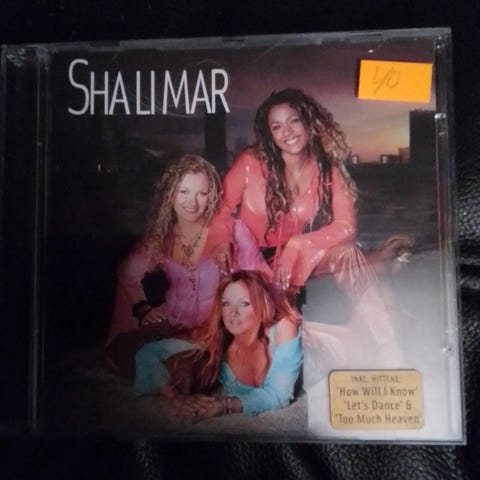 SHALIMAR
40
INKL. HITTENE:
'How Will I Know'
'Let's Dance' &
'Too Much Heaven'